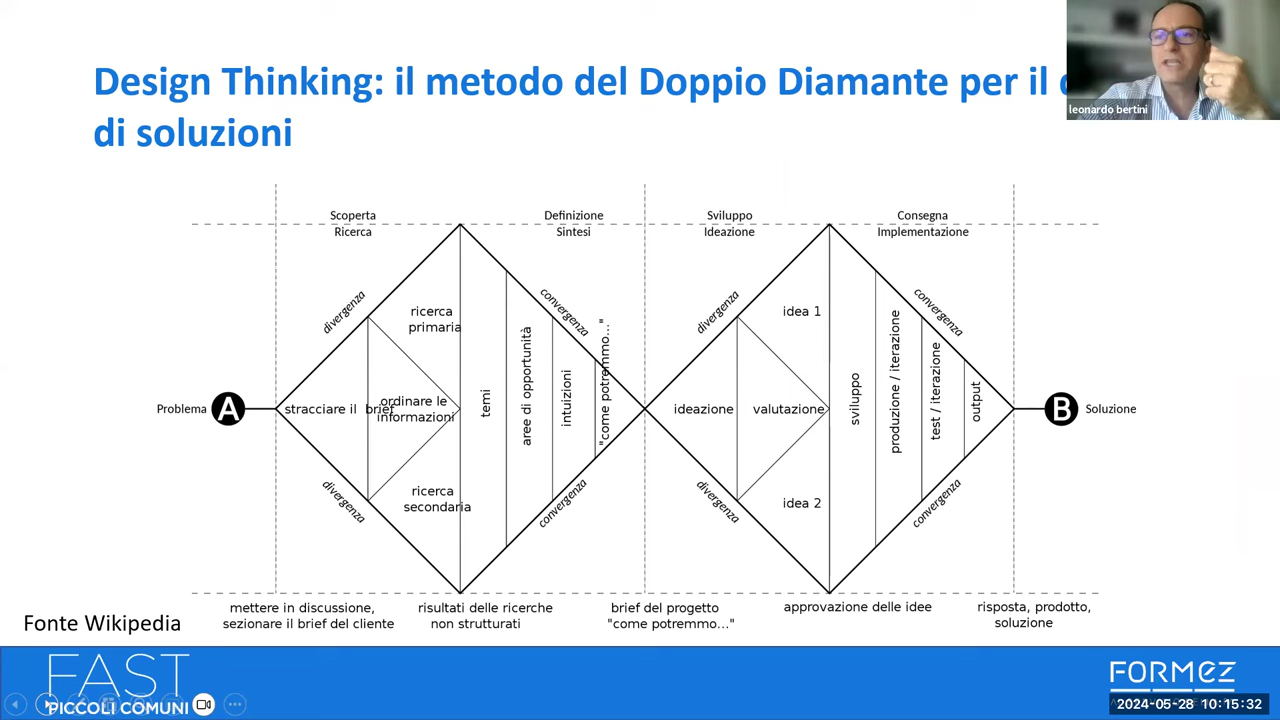 Design Thinking: il metodo del Doppio Diamante per il
di soluzioni
leonardo bertini
Scoperta
Ricerca
Definizione
Sintesi
Sviluppo
Ideazione
Consegna
Implementazione
divergenza
convergenza
divergenza
convergenza
ricerca
primaria
idea 1
Problema
A
stracciare il brief
ordinare le
informazioni
temi
aree di opportunità
intuizioni
"come potremmo..."
ideazione
valutazione
sviluppo
produzione / iterazione
test / iterazione
output
B
Soluzione
ricerca
secondaria
idea 2
divergenza
convergenza
divergenza
convergenza
mettere in discussione,
sezionare il brief del cliente
risultati delle ricerche
non strutturati
brief del progetto
"come potremmo..."
approvazione delle idee
risposta, prodotto,
soluzione
Fonte Wikipedia
FAST
PICCOLI COMUNI
FORMEZ
2024-05-28 10:15:32